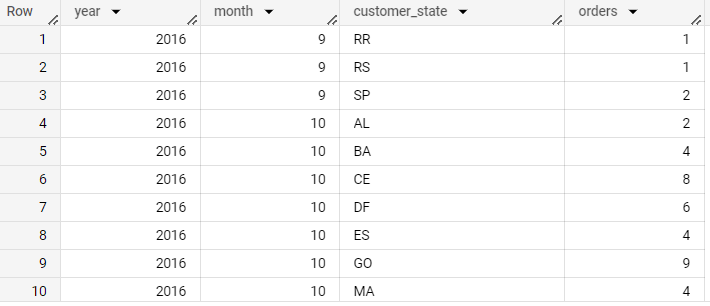 Row year month customer_state orders
1 2016 9 RR 1
2 2016 9 RS 1
3 2016 9 SP 2
4 2016 10 AL 2
5 2016 10 BA 4
6 2016 10 CE 8
7 2016 10 DF 6
8 2016 10 ES 4
9 2016 10 GO 9
10 2016 10 MA 4